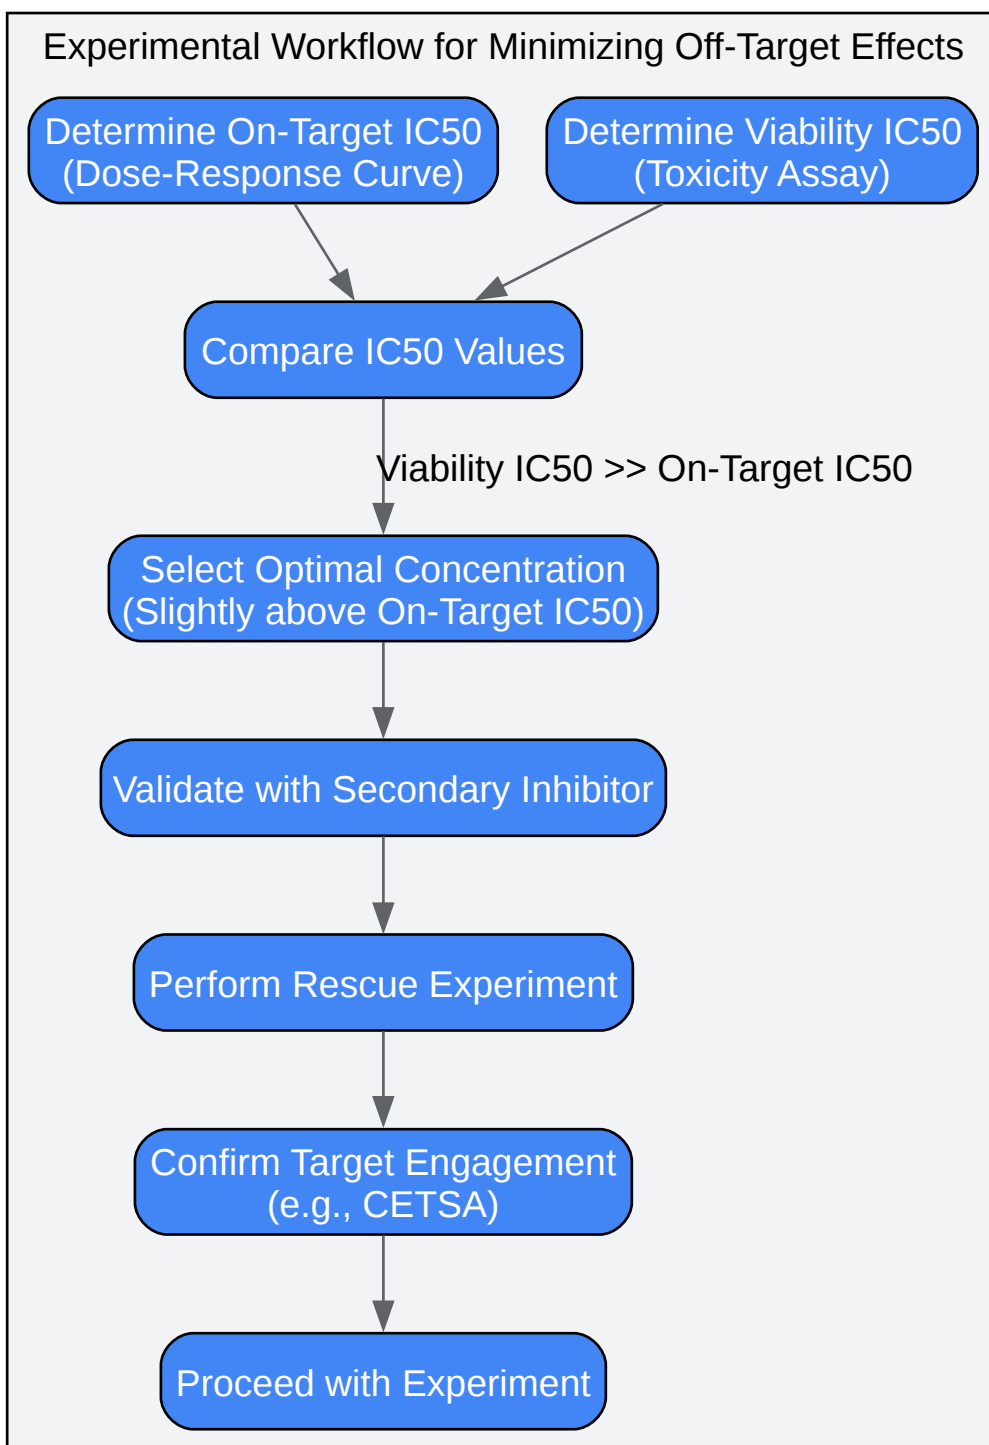 Experimental Workflow for Minimizing Off-Target Effects
Determine On-Target IC50
(Dose-Response Curve)
Determine Viability IC50
(Toxicity Assay)
Compare IC50 Values
Viability IC50 >> On-Target IC50
Select Optimal Concentration
(Slightly above On-Target IC50)
Validate with Secondary Inhibitor
Perform Rescue Experiment
Confirm Target Engagement
(e.g., CETSA)
Proceed with Experiment